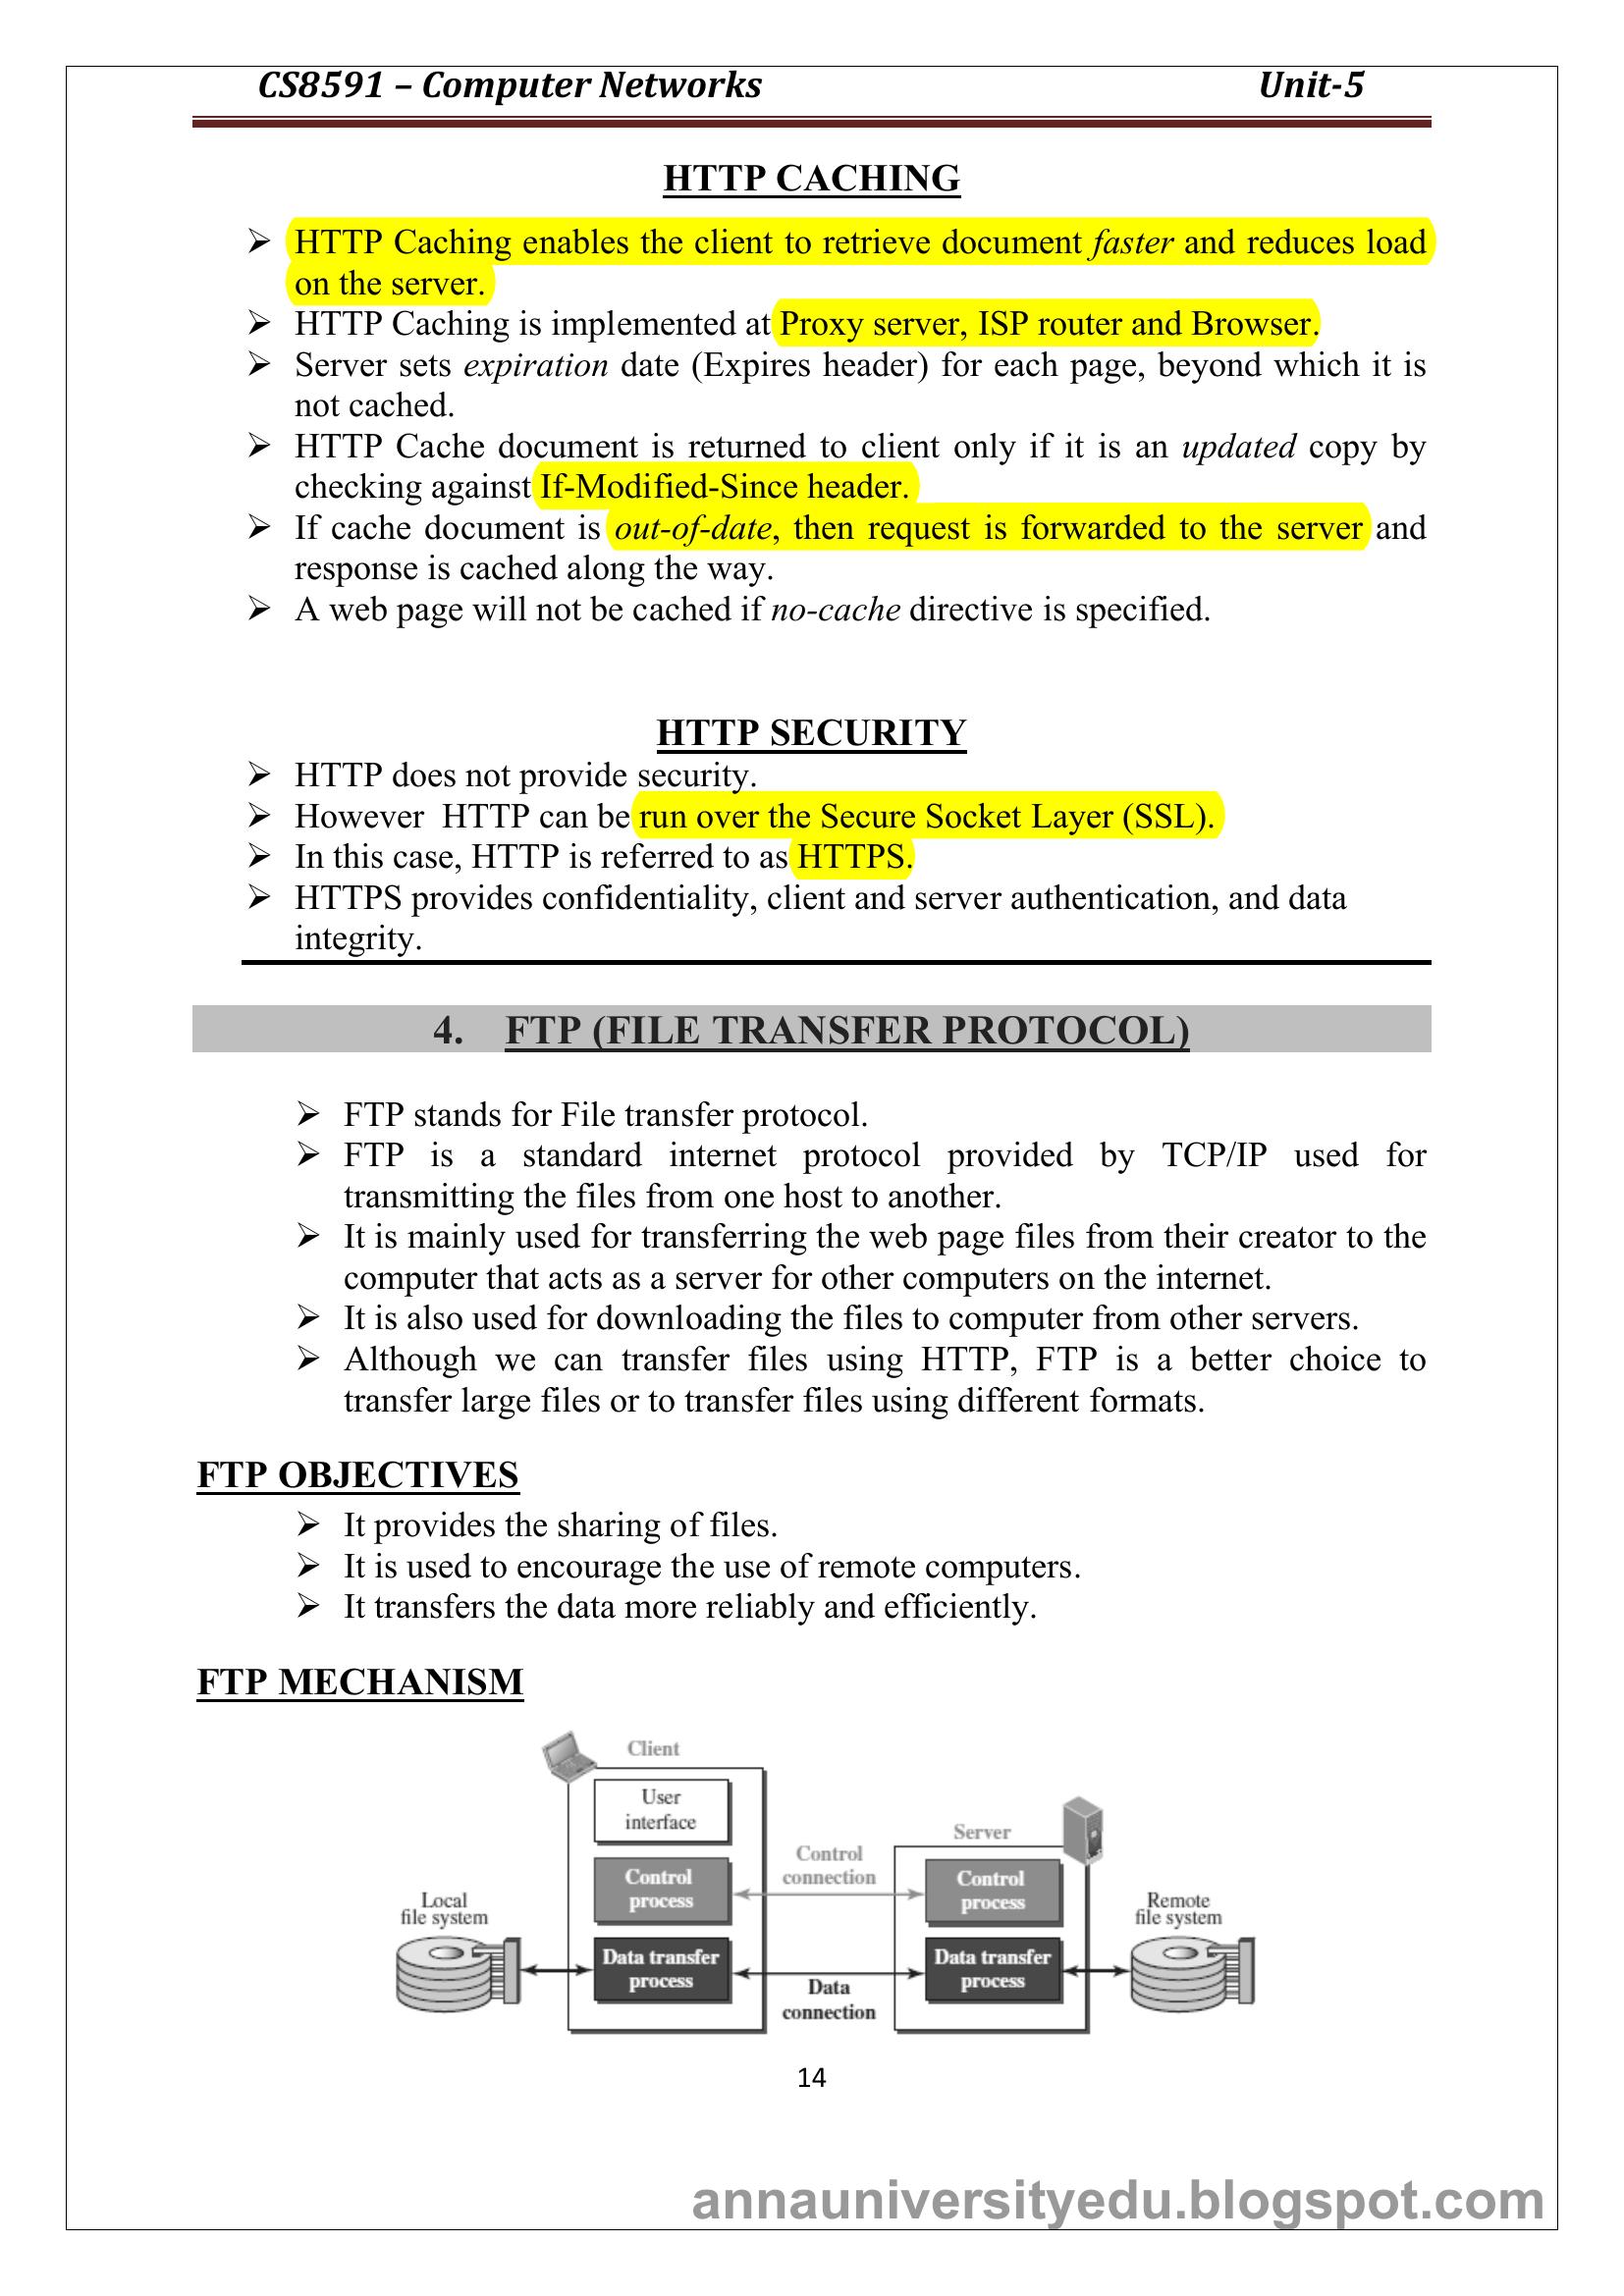 CS8591 – Computer Networks Unit-5
HTTP CACHING
➢ HTTP Caching enables the client to retrieve document faster and reduces load
on the server.
➢ HTTP Caching is implemented at Proxy server, ISP router and Browser.
➢ Server sets expiration date (Expires header) for each page, beyond which it is
not cached.
➢ HTTP Cache document is returned to client only if it is an updated copy by
checking against If-Modified-Since header.
➢ If cache document is out-of-date, then request is forwarded to the server and
response is cached along the way.
➢ A web page will not be cached if no-cache directive is specified.
HTTP SECURITY
➢ HTTP does not provide security.
➢ However HTTP can be run over the Secure Socket Layer (SSL).
➢ In this case, HTTP is referred to as HTTPS.
➢ HTTPS provides confidentiality, client and server authentication, and data
integrity.
4. FTP (FILE TRANSFER PROTOCOL)
➢ FTP stands for File transfer protocol.
➢ FTP is a standard internet protocol provided by TCP/IP used for
transmitting the files from one host to another.
➢ It is mainly used for transferring the web page files from their creator to the
computer that acts as a server for other computers on the internet.
➢ It is also used for downloading the files to computer from other servers.
➢ Although we can transfer files using HTTP, FTP is a better choice to
transfer large files or to transfer files using different formats.
FTP OBJECTIVES
➢ It provides the sharing of files.
➢ It is used to encourage the use of remote computers.
➢ It transfers the data more reliably and efficiently.
FTP MECHANISM
Client
User
interface
Control
process
Data transfer
process
Local
file system
Control
connection
Data
connection
Server
Control
process
Data transfer
process
Remote
file system
14
annauniversityedu.blogspot.com